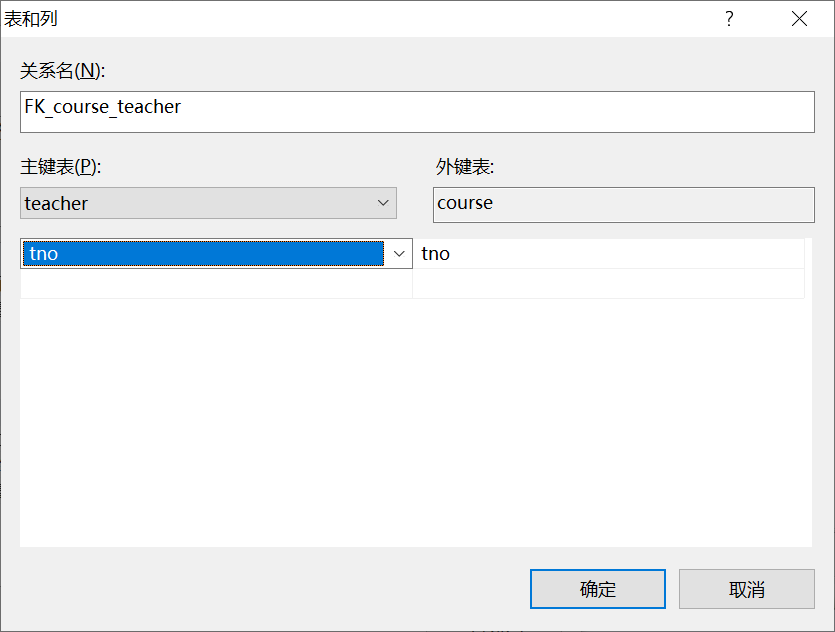 表和列
关系名(N):
FK_course_teacher
主键表(P): 外键表:
teacher course
tno tno
确定 取消